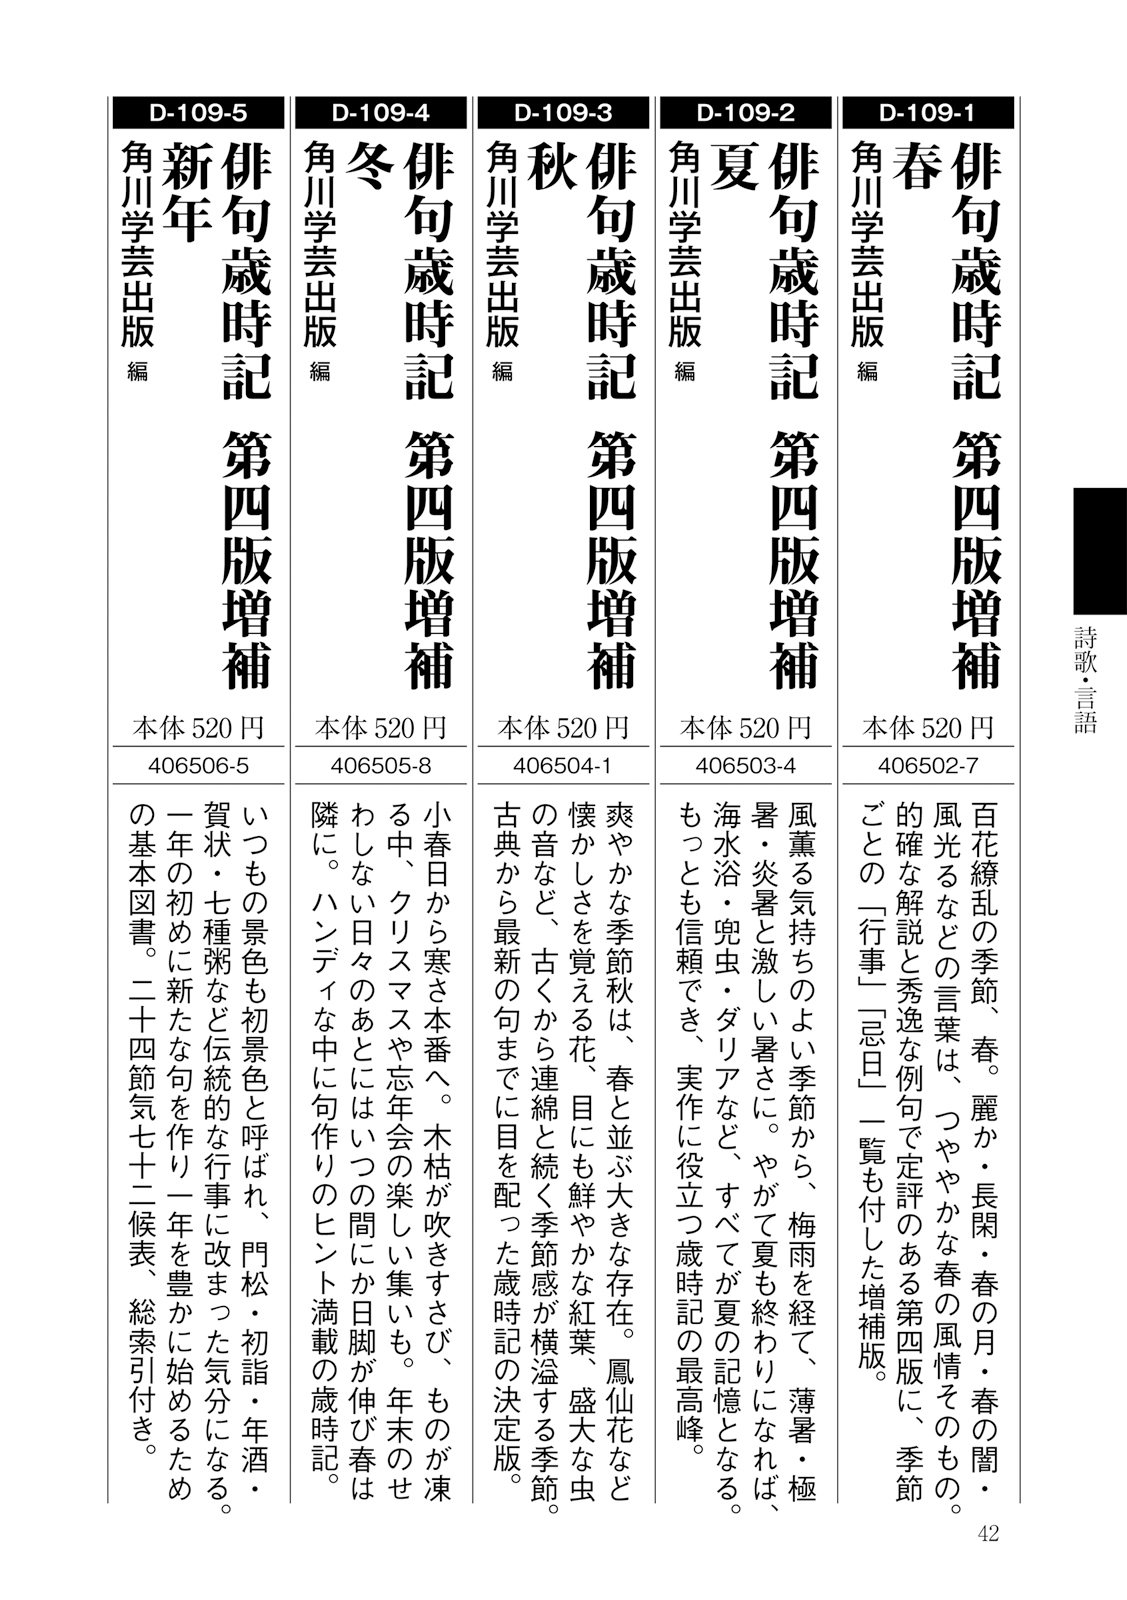 詩歌・言語
D-109-1
俳句歳時記 第四版増補
春
角川学芸出版 編
本体520円
406502-7
百花繚乱の季節、春。麗か・長閑・春の月・春の闇・
風光るなどの言葉は、つややかな春の風情そのもの。
的確な解説と秀逸な例句で定評のある第四版に、季節
ごとの「行事」「忌日」一覧も付した増補版。
D-109-2
俳句歳時記 第四版増補
夏
角川学芸出版 編
本体520円
406503-4
風薫る気持ちのよい季節から、梅雨を経て、薄暑・極
暑・炎暑と激しい暑さに。やがて夏も終わりになれば、
海水浴・兜虫・ダリアなど、すべてが夏の記憶となる。
もっとも信頼でき、実作に役立つ歳時記の最高峰。
D-109-3
俳句歳時記 第四版増補
秋
角川学芸出版 編
本体520円
406504-1
爽やかな季節秋は、春と並ぶ大きな存在。鳳仙花など
懐かしさを覚える花、目にも鮮やかな紅葉、盛大な虫
の音など、古くから連綿と続く季節感が横溢する季節。
古典から最新の句までに目を配った歳時記の決定版。
D-109-4
俳句歳時記 第四版増補
冬
角川学芸出版 編
本体520円
406505-8
小春日から寒さ本番へ。木枯が吹きすさび、ものが凍
る中、クリスマスや忘年会の楽しい集いも。年末のせ
わしない日々のあとにはいつの間にか日脚が伸び春は
隣に。ハンディな中に句作りのヒント満載の歳時記。
D-109-5
俳句歳時記 第四版増補
新年
角川学芸出版 編
本体520円
406506-5
いつもの景色も初景色と呼ばれ、門松・初詣・年酒・
賀状・七種粥など伝統的な行事に改まった気分になる。
一年の初めに新たな句を作り一年を豊かに始めるため
の基本図書。二十四節気七十二候表、総索引付き。
42